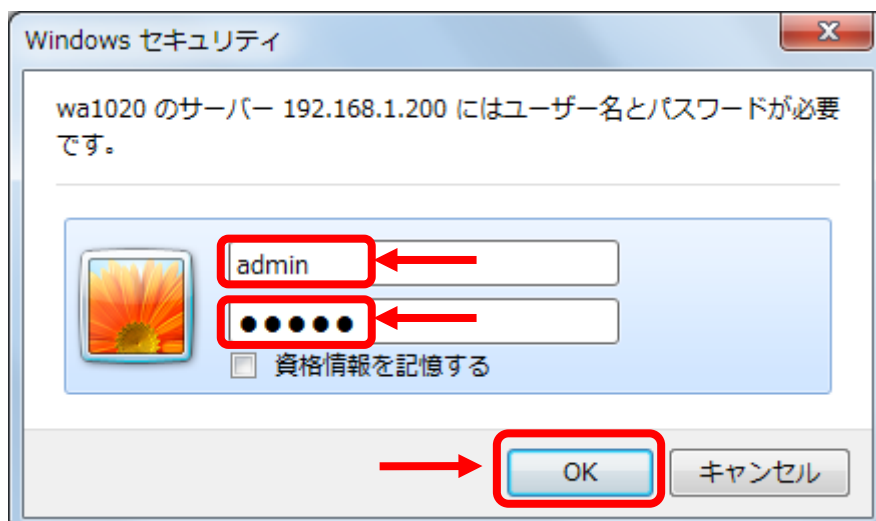 Windows セキュリティ
wa1020 のサーバー 192.168.1.200 にはユーザー名とパスワードが必要
です。
admin
●●●●●
資格情報を記憶する
OK
キャンセル